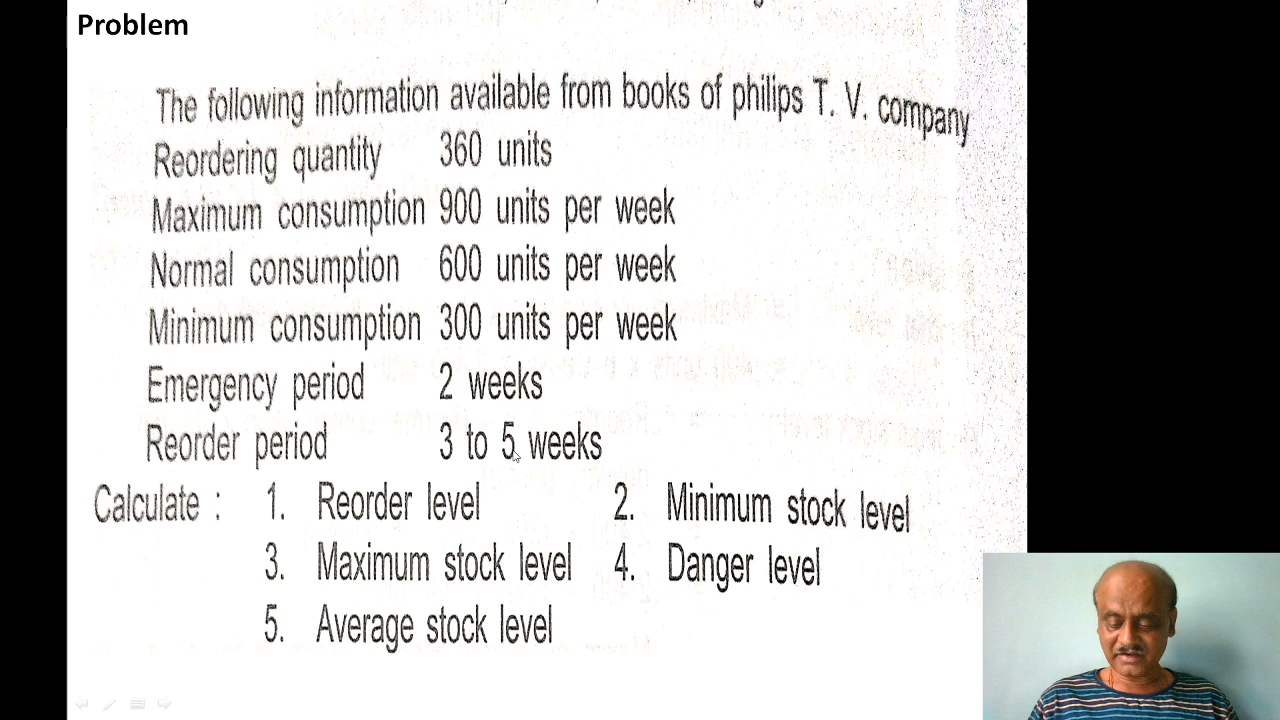 Problem
The following information available from books of philips T. V. company
Reordering quantity 360 units
Maximum consumption 900 units per week
Normal consumption 600 units per week
Minimum consumption 300 units per week
Emergency period 2 weeks
Reorder period 3 to 5 weeks
Calculate : 1. Reorder level 2. Minimum stock level
3. Maximum stock level 4. Danger level
5. Average stock level